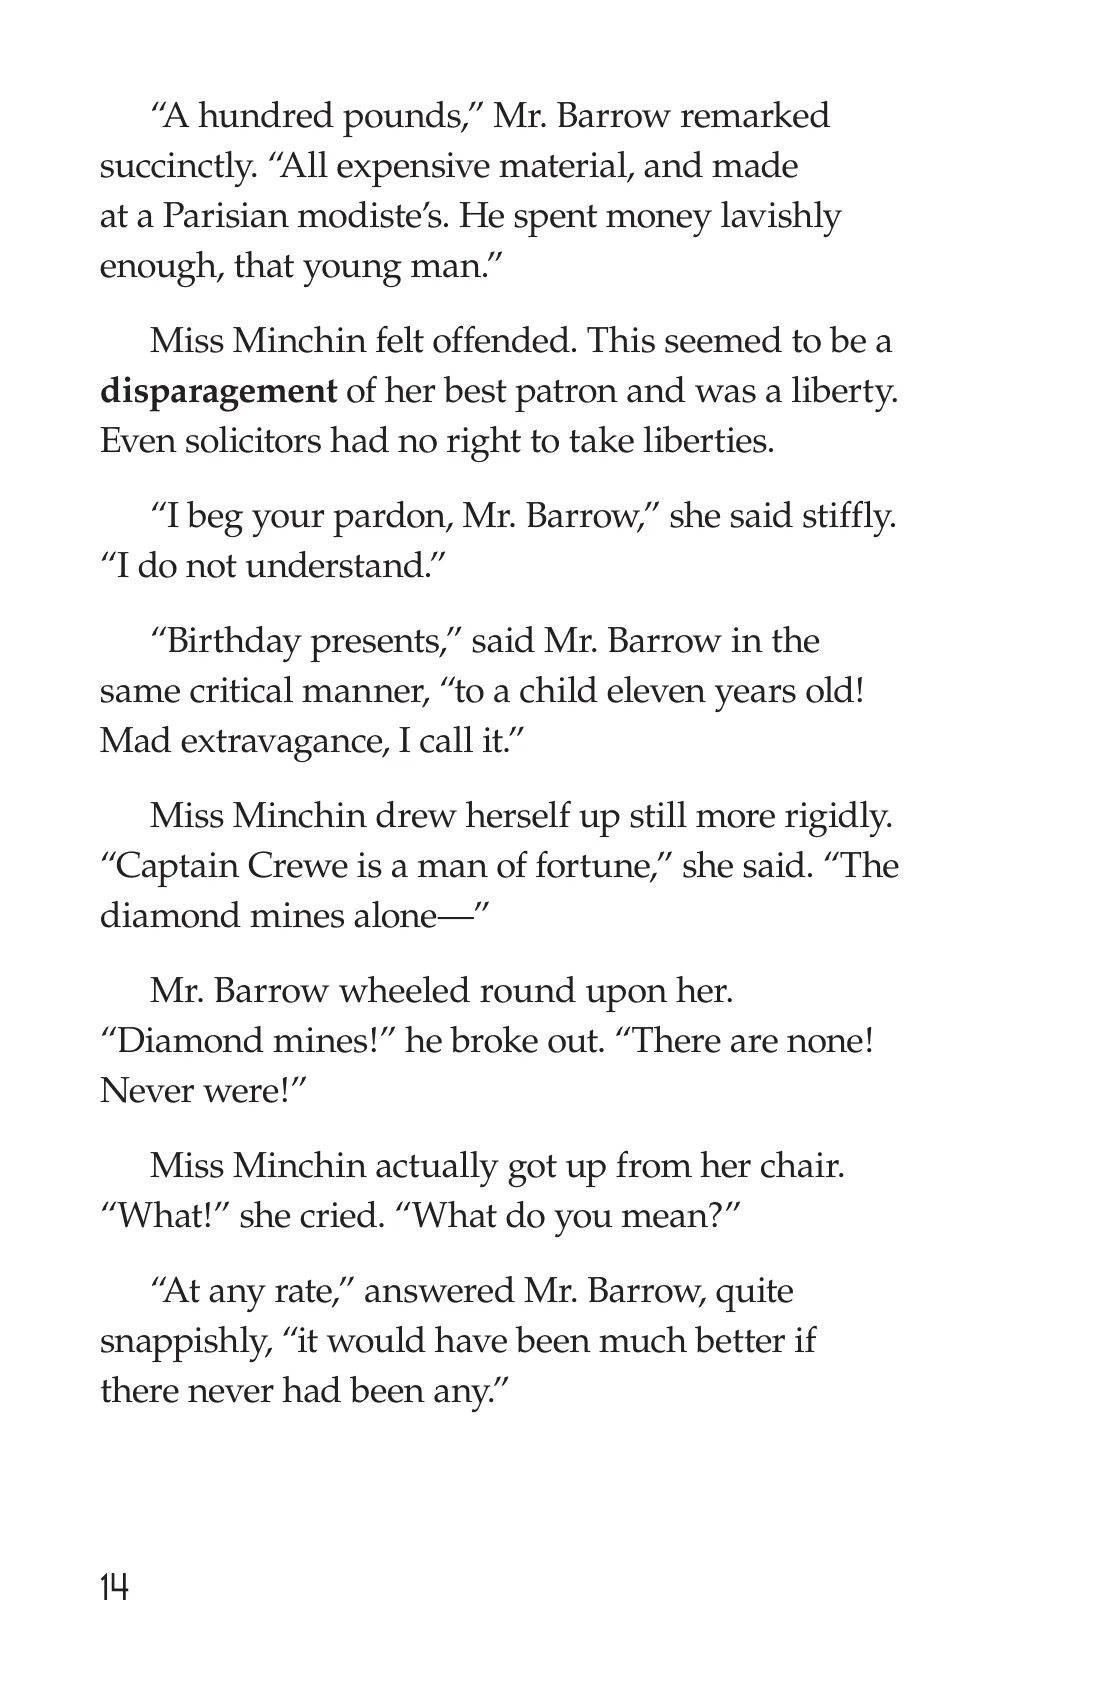 “A hundred pounds,” Mr. Barrow remarked
succinctly. “All expensive material, and made
at a Parisian modiste’s. He spent money lavishly
enough, that young man.”
Miss Minchin felt offended. This seemed to be a
disparagement of her best patron and was a liberty.
Even solicitors had no right to take liberties.
“I beg your pardon, Mr. Barrow,” she said stiffly.
“I do not understand.”
“Birthday presents,” said Mr. Barrow in the
same critical manner, “to a child eleven years old!
Mad extravagance, I call it.”
Miss Minchin drew herself up still more rigidly.
“Captain Crewe is a man of fortune,” she said. “The
diamond mines alone—”
Mr. Barrow wheeled round upon her.
“Diamond mines!” he broke out. “There are none!
Never were!”
Miss Minchin actually got up from her chair.
“What!” she cried. “What do you mean?”
“At any rate,” answered Mr. Barrow, quite
snappishly, “it would have been much better if
there never had been any.”
14